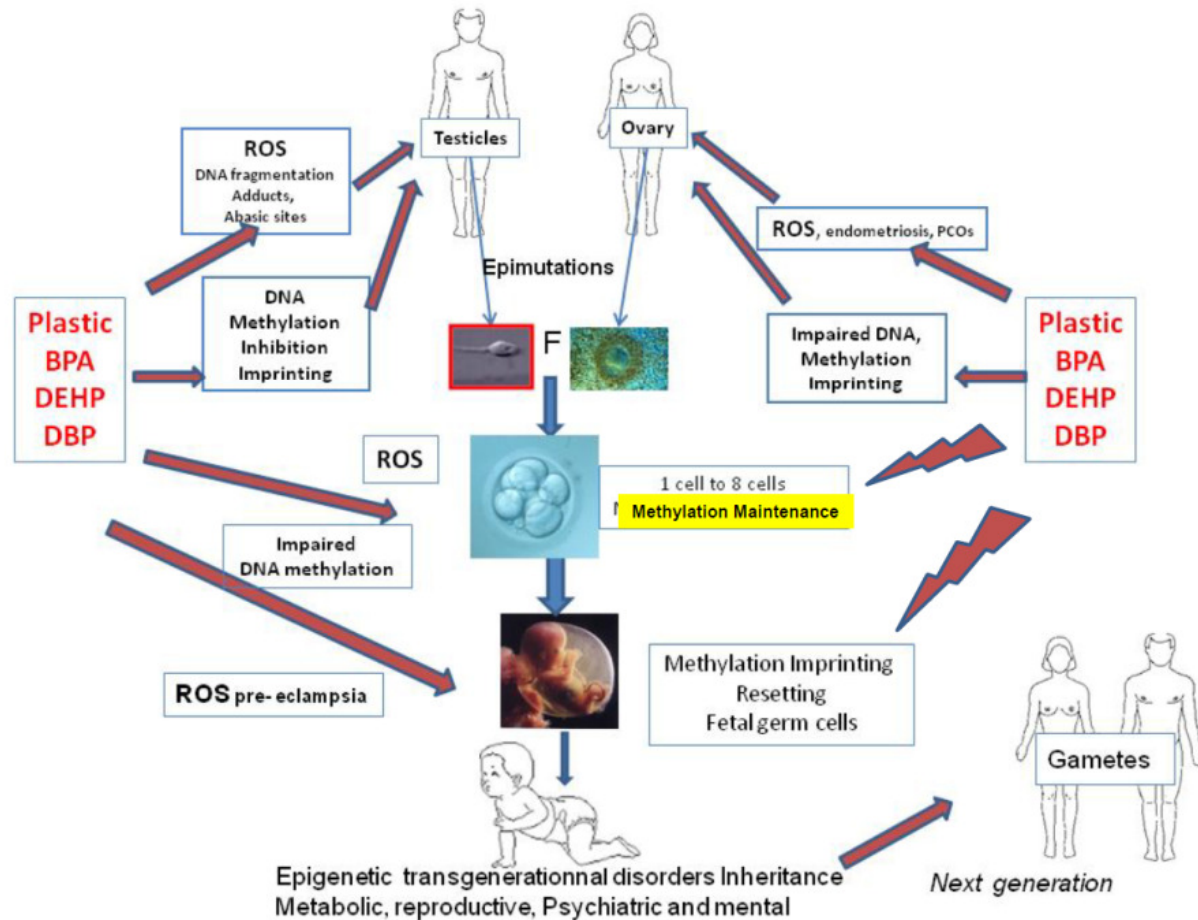 Testicles
Ovary
ROS
DNA fragmentation
Adducts,
Abasic sites
ROS, endometriosis, PCOs
Epimutations
DNA
Methylation
Inhibition
Imprinting
Plastic
BPA
DEHP
DBP
F
Impaired DNA,
Methylation
Imprinting
Plastic
BPA
DEHP
DBP
ROS
1 cell to 8 cells
Methylation Maintenance
Impaired
DNA methylation
ROS pre- eclampsia
Methylation Imprinting
Resetting
Fetal germ cells
Gametes
Epigenetic transgenerationnal disorders Inheritance
Metabolic, reproductive, Psychiatric and mental
Next generation